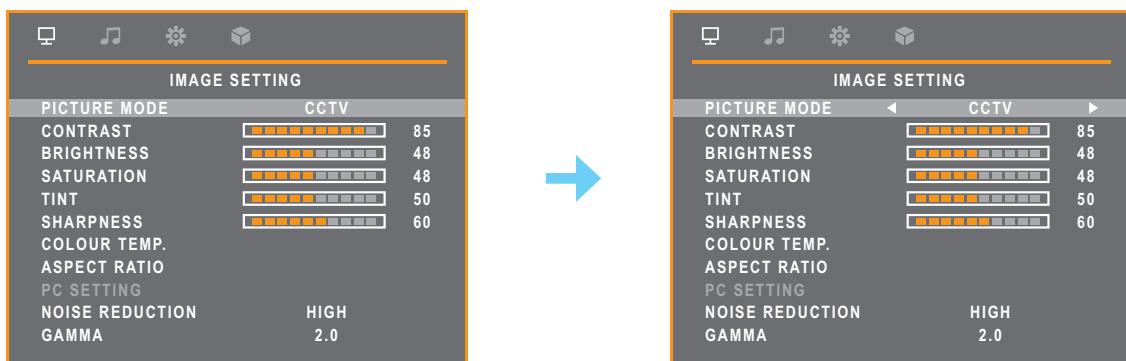 IMAGE SETTING
PICTURE MODE CCTV
CONTRAST 85
BRIGHTNESS 48
SATURATION 48
TINT 50
SHARPNESS 60
COLOUR TEMP.
ASPECT RATIO
PC SETTING
NOISE REDUCTION HIGH
GAMMA 2.0
IMAGE SETTING
PICTURE MODE CCTV
CONTRAST 85
BRIGHTNESS 48
SATURATION 48
TINT 50
SHARPNESS 60
COLOUR TEMP.
ASPECT RATIO
PC SETTING
NOISE REDUCTION HIGH
GAMMA 2.0